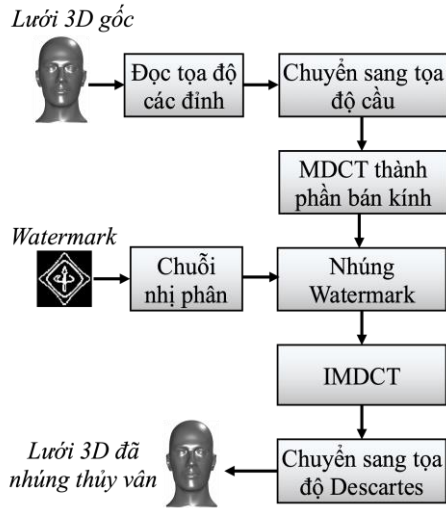 Lưới 3D gốc
Đọc tọa độ
các đỉnh
Chuyển sang tọa
độ cầu
MDCT thành
phần bán kính
Watermark
Chuỗi
nhị phân
Nhúng
Watermark
IMDCT
Lưới 3D đã
nhúng thủy vân
Chuyển sang tọa
độ Descartes